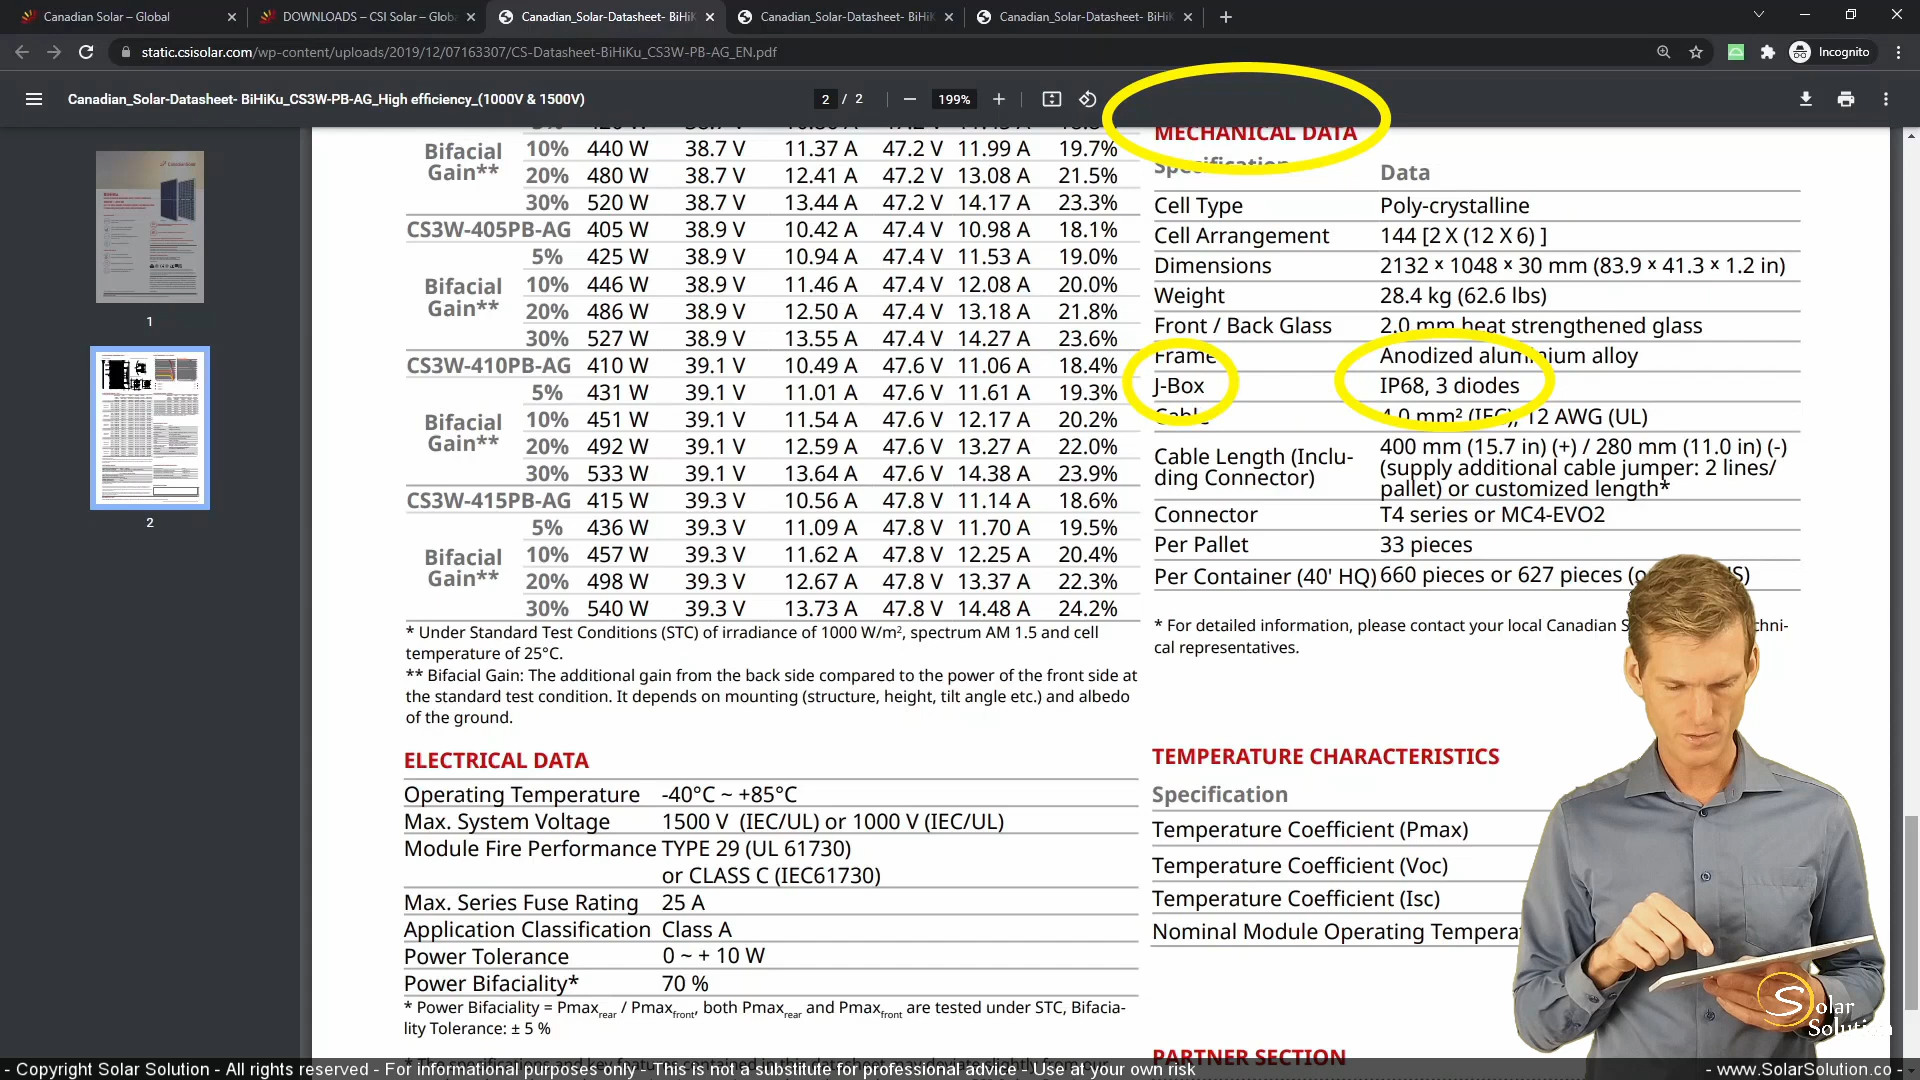 Canadian Solar – Global
DOWNLOADS – CSI Solar – Globa
Canadian_Solar-Datasheet- BiHiK
Canadian_Solar-Datasheet- BiHiK
Canadian_Solar-Datasheet- BiHiK
static.csisolar.com/wp-content/uploads/2019/12/07163307/CS-Datasheet-BiHiKu_CS3W-PB-AG_EN.pdf
Incognito
Canadian_Solar-Datasheet- BiHiKu_CS3W-PB-AG_High efficiency_(1000V & 1500V)
2 / 2
199%
1
2
Bifacial Gain**
10% 440 W 38.7 V 11.37 A 47.2 V 11.99 A 19.7%
20% 480 W 38.7 V 12.41 A 47.2 V 13.08 A 21.5%
30% 520 W 38.7 V 13.44 A 47.2 V 14.17 A 23.3%
CS3W-405PB-AG 405 W 38.9 V 10.42 A 47.4 V 10.98 A 18.1%
Bifacial Gain**
5% 425 W 38.9 V 10.94 A 47.4 V 11.53 A 19.0%
10% 446 W 38.9 V 11.46 A 47.4 V 12.08 A 20.0%
20% 486 W 38.9 V 12.50 A 47.4 V 13.18 A 21.8%
30% 527 W 38.9 V 13.55 A 47.4 V 14.27 A 23.6%
CS3W-410PB-AG 410 W 39.1 V 10.49 A 47.6 V 11.06 A 18.4%
Bifacial Gain**
5% 431 W 39.1 V 11.01 A 47.6 V 11.61 A 19.3%
10% 451 W 39.1 V 11.54 A 47.6 V 12.17 A 20.2%
20% 492 W 39.1 V 12.59 A 47.6 V 13.27 A 22.0%
30% 533 W 39.1 V 13.64 A 47.6 V 14.38 A 23.9%
CS3W-415PB-AG 415 W 39.3 V 10.56 A 47.8 V 11.14 A 18.6%
Bifacial Gain**
5% 436 W 39.3 V 11.09 A 47.8 V 11.70 A 19.5%
10% 457 W 39.3 V 11.62 A 47.8 V 12.25 A 20.4%
20% 498 W 39.3 V 12.67 A 47.8 V 13.37 A 22.3%
30% 540 W 39.3 V 13.73 A 47.8 V 14.48 A 24.2%
* Under Standard Test Conditions (STC) of irradiance of 1000 W/m², spectrum AM 1.5 and cell
temperature of 25°C.
** Bifacial Gain: The additional gain from the back side compared to the power of the front side at
the standard test condition. It depends on mounting (structure, height, tilt angle etc.) and albedo
of the ground.
ELECTRICAL DATA
Operating Temperature -40°C ~ +85°C
Max. System Voltage 1500 V (IEC/UL) or 1000 V (IEC/UL)
Module Fire Performance TYPE 29 (UL 61730)
or CLASS C (IEC61730)
Max. Series Fuse Rating 25 A
Application Classification Class A
Power Tolerance 0 ~ + 10 W
Power Bifaciality* 70 %
* Power Bifaciality = Pmaxrear / Pmaxfront, both Pmaxrear and Pmaxfront are tested under STC, Bifacia-
lity Tolerance: ± 5 %
MECHANICAL DATA
Specification Data
Cell Type Poly-crystalline
Cell Arrangement 144 [2 X (12 X 6) ]
Dimensions 2132 x 1048 x 30 mm (83.9 x 41.3 x 1.2 in)
Weight 28.4 kg (62.6 lbs)
Front / Back Glass 2.0 mm heat strengthened glass
Frame Anodized aluminium alloy
J-Box IP68, 3 diodes
Cable 4.0 mm² (IEC), 12 AWG (UL)
Cable Length (Inclu-
ding Connector)
400 mm (15.7 in) (+) / 280 mm (11.0 in) (-)
(supply additional cable jumper: 2 lines/
pallet) or customized length*
Connector T4 series or MC4-EVO2
Per Pallet 33 pieces
Per Container (40' HQ) 660 pieces or 627 pieces
* For detailed information, please contact your local Canadian
cal representatives.
TEMPERATURE CHARACTERISTICS
Specification
Temperature Coefficient (Pmax)
Temperature Coefficient (Voc)
Temperature Coefficient (Isc)
Nominal Module Operating
PARTNER SECTION
Solar
Solution
- Copyright Solar Solution - All rights reserved - For informational purposes only - This is not a substitute for professional advice - Use at your own risk
- www.SolarSolution.co -